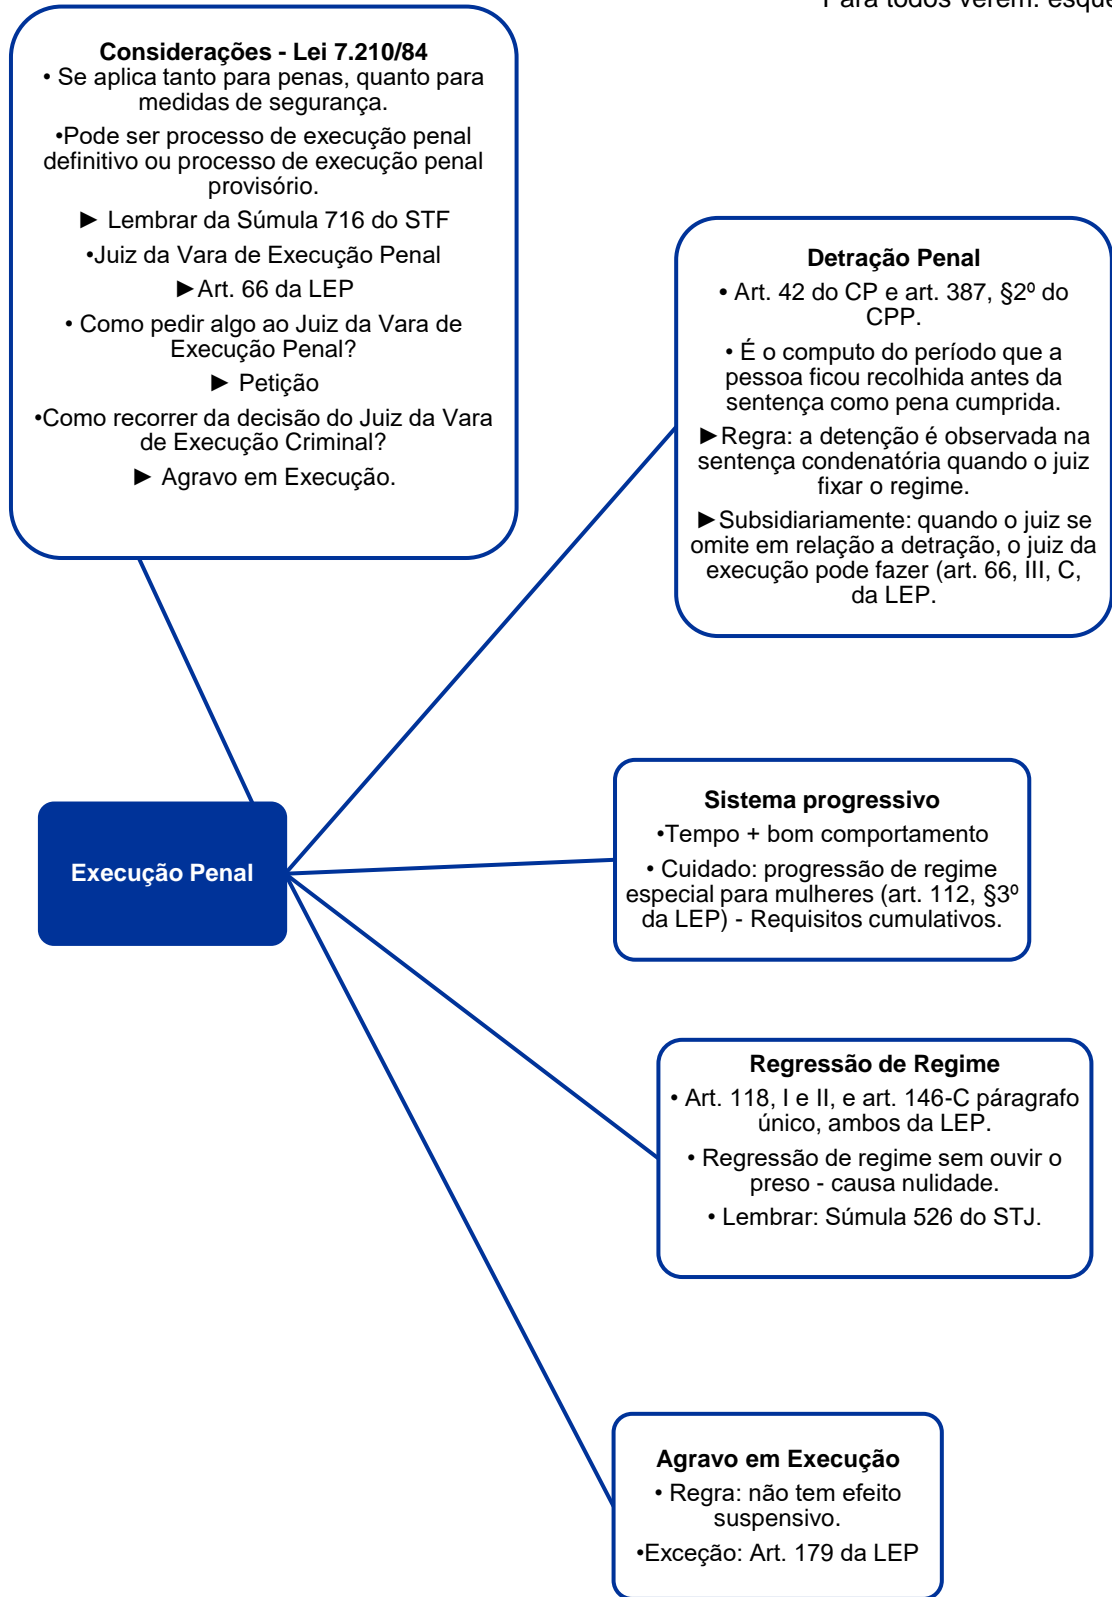 Para todos verem: esque
Considerações - Lei 7.210/84
• Se aplica tanto para penas, quanto para
medidas de segurança.
•Pode ser processo de execução penal
definitivo ou processo de execução penal
provisório.
► Lembrar da Súmula 716 do STF
•Juiz da Vara de Execução Penal
►Art. 66 da LEP
• Como pedir algo ao Juiz da Vara de
Execução Penal?
► Petição
•Como recorrer da decisão do Juiz da Vara
de Execução Criminal?
► Agravo em Execução.
Detração Penal
• Art. 42 do CP e art. 387, §2º do
CPP.
• É o computo do período que a
pessoa ficou recolhida antes da
sentença como pena cumprida.
►Regra: a detenção é observada na
sentença condenatória quando o juiz
fixar o regime.
►Subsidiariamente: quando o juiz se
omite em relação a detração, o juiz da
execução pode fazer (art. 66, III, C,
da LEP.
Execução Penal
Sistema progressivo
•Tempo + bom comportamento
• Cuidado: progressão de regime
especial para mulheres (art. 112, §3º
da LEP) - Requisitos cumulativos.
Regressão de Regime
• Art. 118, I e II, e art. 146-C páragrafo
único, ambos da LEP.
• Regressão de regime sem ouvir o
preso - causa nulidade.
• Lembrar: Súmula 526 do STJ.
Agravo em Execução
• Regra: não tem efeito
suspensivo.
•Exceção: Art. 179 da LEP